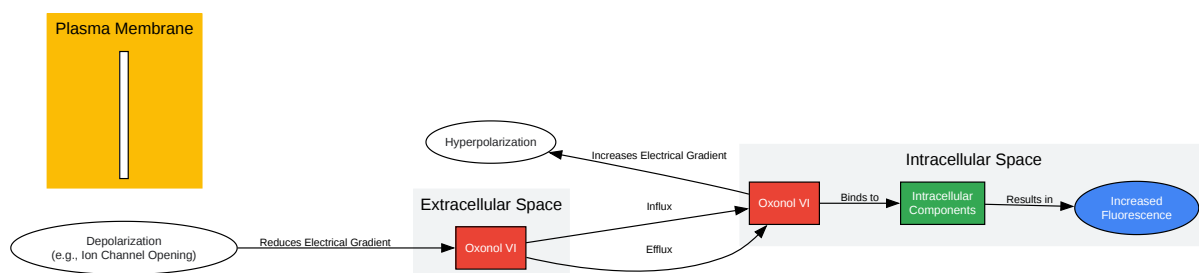 Plasma Membrane
Hyperpolarization
Increases Electrical Gradient
Intracellular Space
Extracellular Space
Depolarization
(e.g., Ion Channel Opening)
Reduces Electrical Gradient
Oxonol VI
Influx
Efflux
Oxonol VI
Binds to
Intracellular
Components
Results in
Increased
Fluorescence